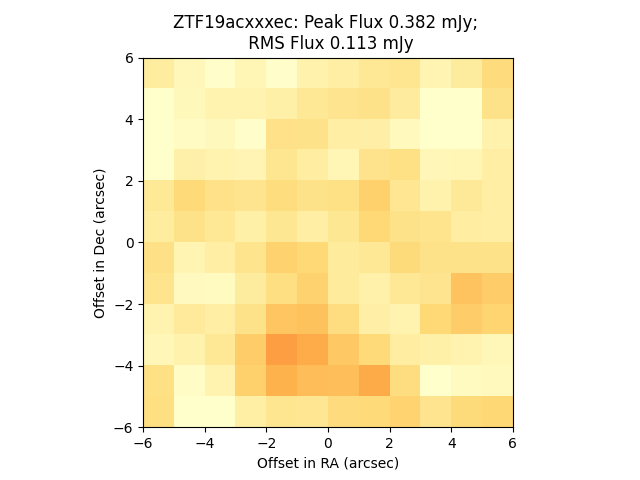 ZTF19acxxxec: Peak Flux 0.382 mJy;
RMS Flux 0.113 mJy
6
4
2
0
−2
−4
−6
Offset in Dec (arcsec)
−6 −4 −2 0 2 4 6
Offset in RA (arcsec)